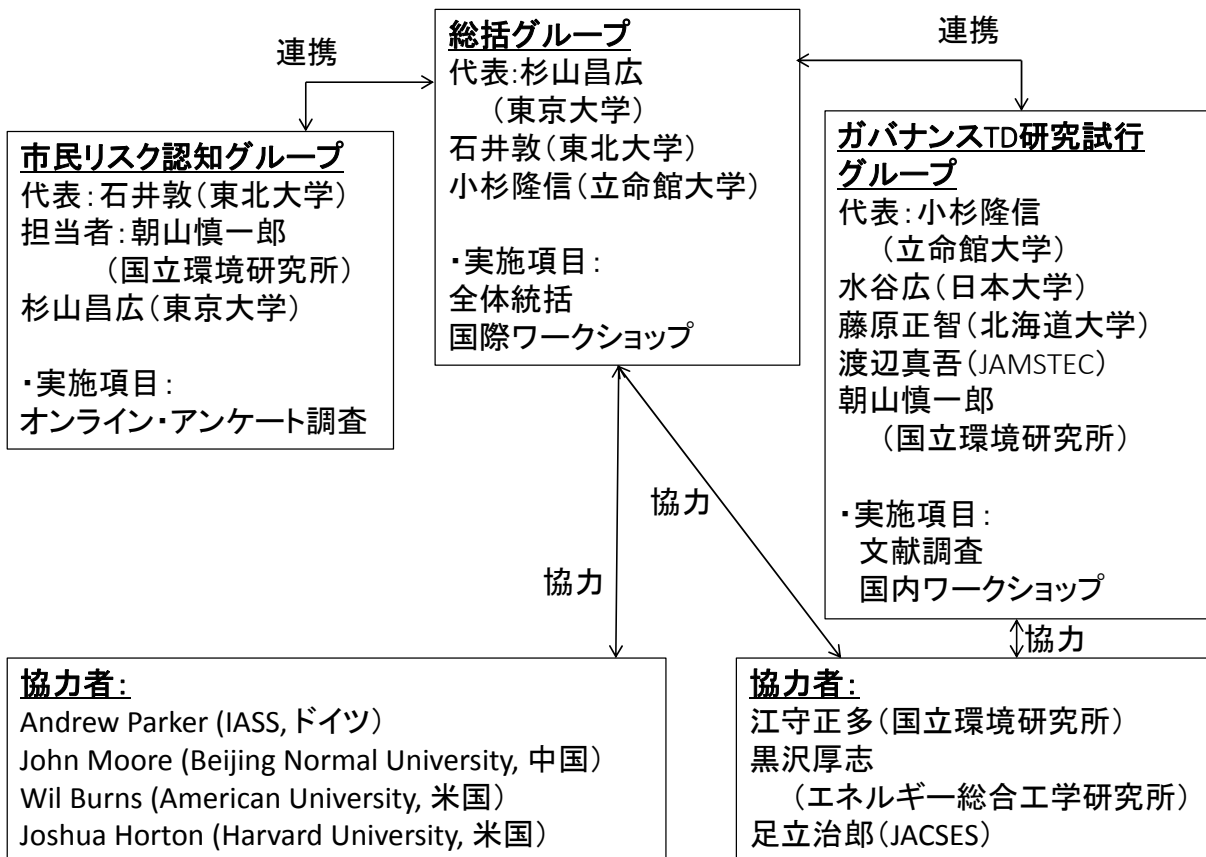 連携
総括グループ
代表:杉山昌広
（東京大学）
石井敦（東北大学）
小杉隆信（立命館大学）
・実施項目：
全体統括
国際ワークショップ
連携
市民リスク認知グループ
代表：石井敦（東北大学）
担当者：朝山慎一郎
（国立環境研究所）
杉山昌広（東京大学）
・実施項目：
オンライン・アンケート調査
ガバナンスTD研究試行
グループ
代表：小杉隆信
（立命館大学）
水谷広（日本大学）
藤原正智（北海道大学）
渡辺真吾（JAMSTEC）
朝山慎一郎
（国立環境研究所）
・実施項目：
文献調査
国内ワークショップ
協力
協力
協力
協力者：
Andrew Parker (IASS, ドイツ）
John Moore (Beijing Normal University, 中国）
Wil Burns (American University, 米国）
Joshua Horton (Harvard University, 米国）
協力者：
江守正多（国立環境研究所）
黒沢厚志
（エネルギー総合工学研究所）
足立治郎（JACSES）